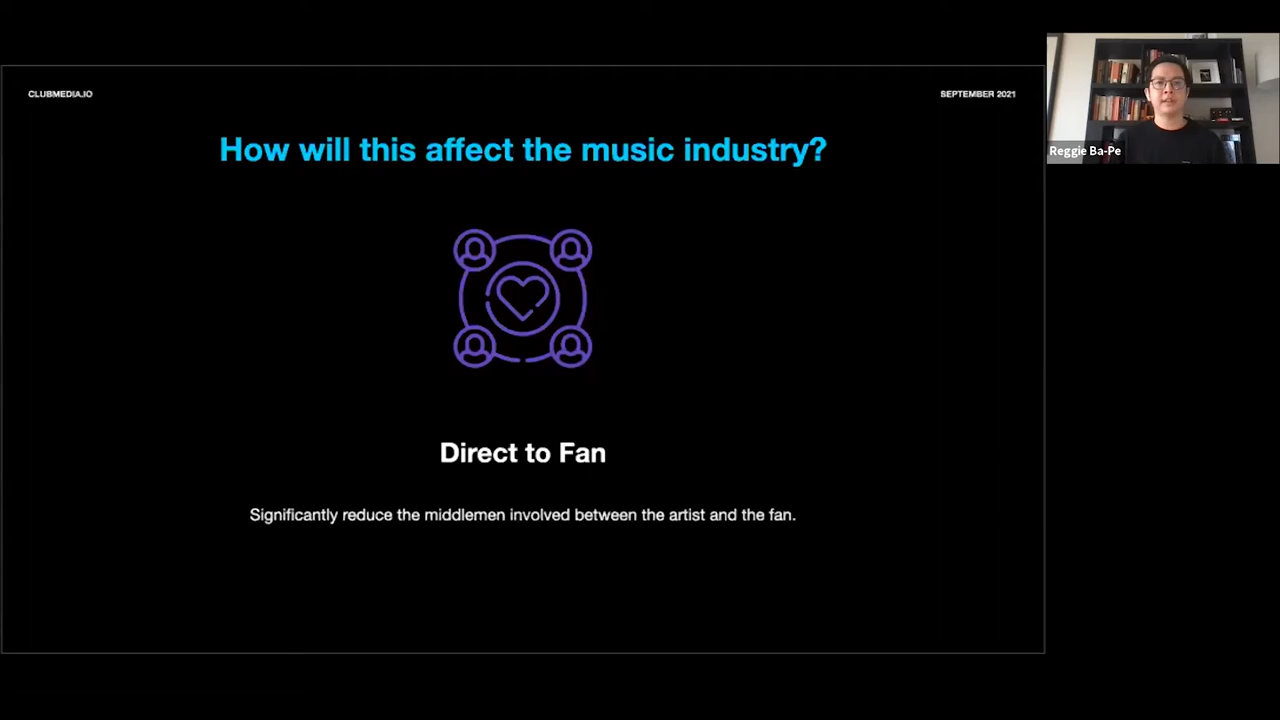 CLUBMEDIA.IO
SEPTEMBER 2021
How will this affect the music industry?
Direct to Fan
Significantly reduce the middlemen involved between the artist and the fan.
Reggie Ba-Pe